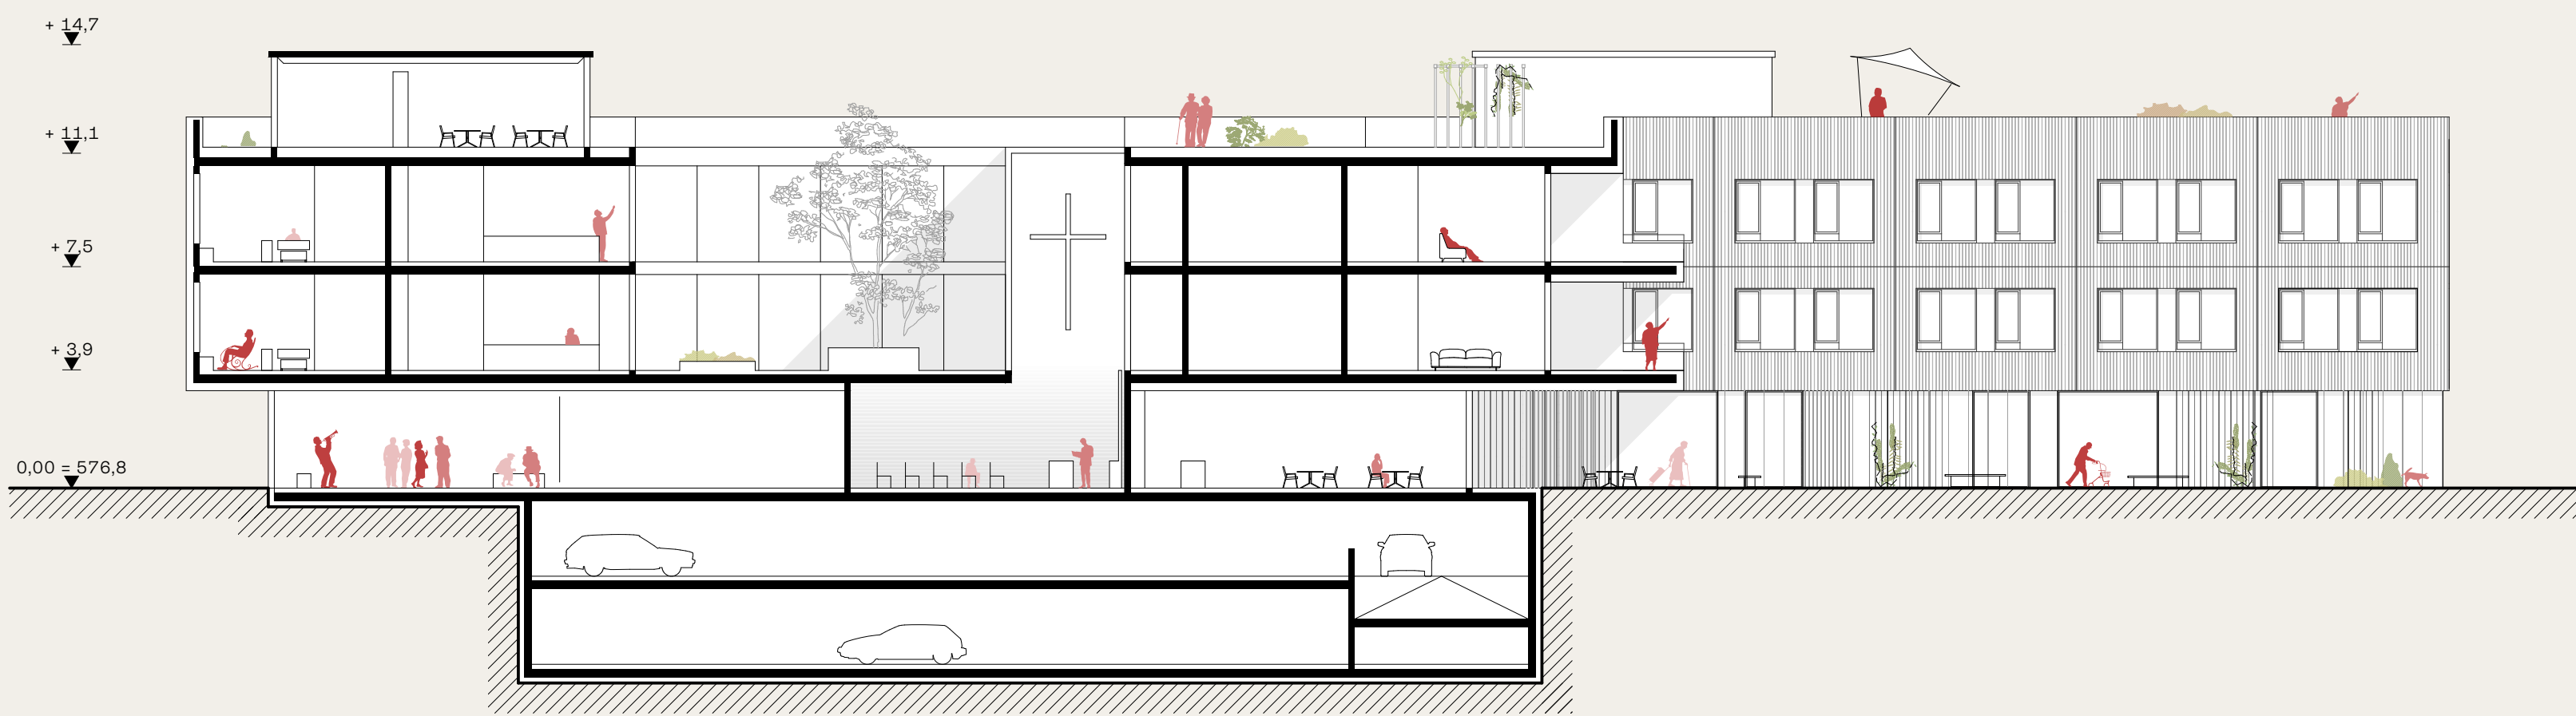 + 14,7
+ 11,1
+ 7,5
+ 3,9
0,00 = 576,8